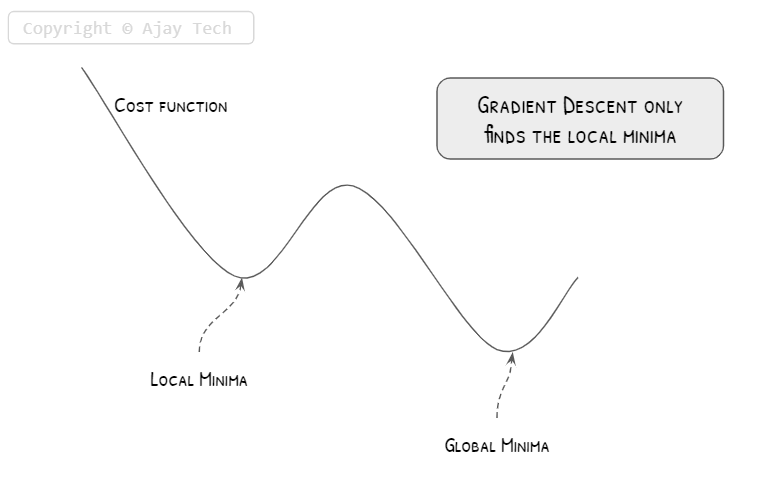 Copyright © Ajay Tech
Cost function
Gradient Descent only
finds the local minima
Local Minima
Global Minima